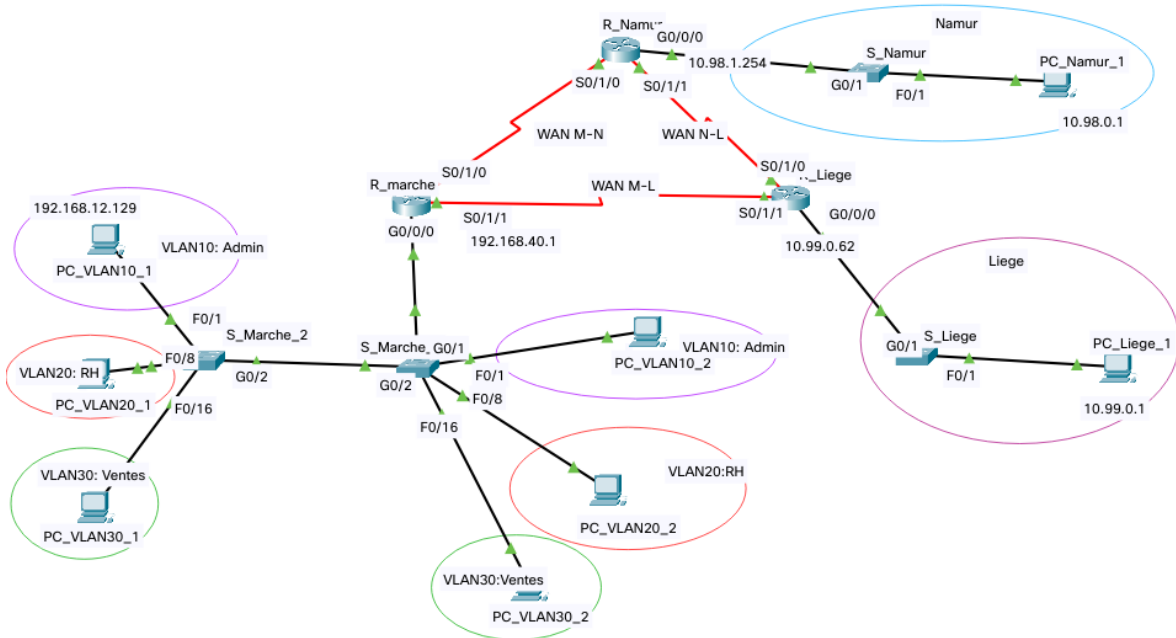 R_Namur
G0/0/0
Namur
S_Namur
PC_Namur_1
10.98.1.254
G0/1
F0/1
10.98.0.1
S0/1/0
S0/1/1
WAN M-N
WAN N-L
S0/1/0
R_Liege
S0/1/0
R_marche
WAN M-L
S0/1/1
G0/0/0
S0/1/1
192.168.40.1
G0/0/0
10.99.0.62
192.168.12.129
VLAN10: Admin
PC_VLAN10_1
F0/1
S_Marche_2
F0/8
VLAN20: RH
PC_VLAN20_1
G0/2
F0/16
VLAN30: Ventes
PC_VLAN30_1
S_Marche_
G0/1
G0/2
F0/1
VLAN10: Admin
PC_VLAN10_2
F0/8
F0/16
VLAN20:RH
PC_VLAN20_2
VLAN30:Ventes
PC_VLAN30_2
Liege
G0/1
S_Liege
F0/1
PC_Liege_1
10.99.0.1